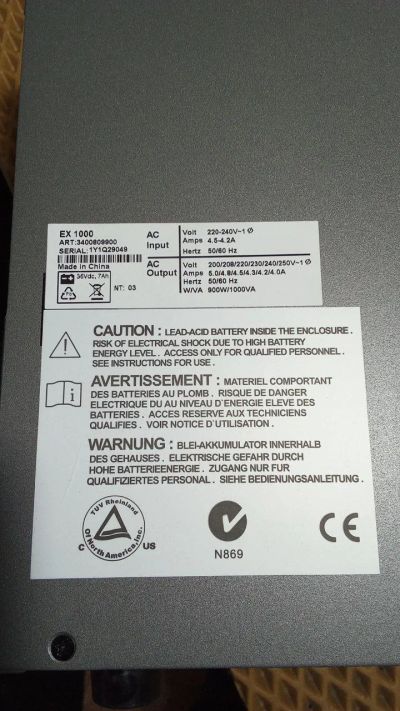 EX 1000
ART:3400809900
SERIAL: 1Y1Q29049
Made in China
36Vdc, 7Ah
NT: 03
AC Input
Volt 220-240V~1 Ø
Amps 4.5-4.2A
Hertz 50/60 Hz
AC Output
Volt 200/208/220/230/240/250V~1 Ø
Amps 5.0/4.8/4.5/4.3/4.2/4.0A
Hertz 50/60 Hz
W/VA 900W/1000VA
CAUTION : LEAD-ACID BATTERY INSIDE THE ENCLOSURE .
RISK OF ELECTRICAL SHOCK DUE TO HIGH BATTERY
ENERGY LEVEL . ACCESS ONLY FOR QUALIFIED PERSONNEL .
SEE INSTRUCTIONS FOR USE .
AVERTISSEMENT : MATERIEL COMPORTANT
DES BATTERIES AU PLOMB . RISQUE DE DANGER
ELECTRIQUE DU AU NIVEAU D'ENERGIE ELEVE DES
BATTERIES . ACCES RESERVE AUX TECHNICIENS
QUALIFIES . VOIR NOTICE D'UTILISATION .
WARNUNG : BLEI-AKKUMULATOR INNERHALB
DES GEHAUSES . ELEKTRISCHE GEFAHR DURCH
HOHE BATTERIEENERGIE . ZUGANG NUR FUR
QUALIFIZIERTES PERSONAL . SIEHE BEDIENUNGSANLEITUNG .
TUV Rheinland
Of North America, Inc.
C US
N869
CE